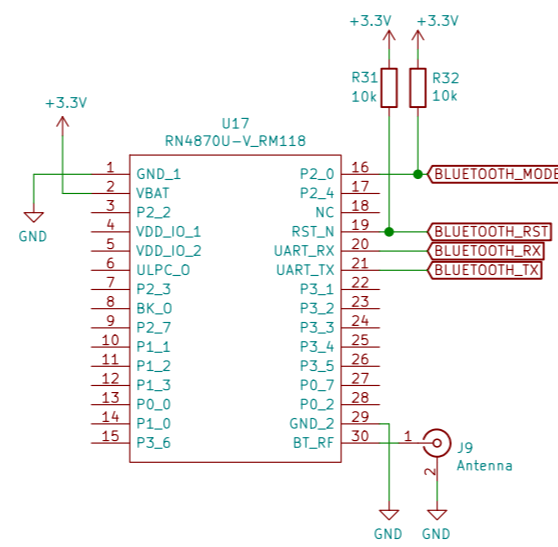 +3.3V +3.3V
R31 R32
10k 10k
+3.3V
U17
RN4870U-V_RM118
1 GND_1 P2_0 16 BLUETOOTH_MODE
2 VBAT P2_4 17
3 P2_2 NC 18
4 VDD_IO_1 RST_N 19 BLUETOOTH_RST
5 VDD_IO_2 UART_RX 20 BLUETOOTH_RX
6 ULPC_O UART_TX 21 BLUETOOTH_TX
7 P2_3 P3_1 22
8 BK_O P3_2 23
9 P2_7 P3_3 24
10 P1_1 P3_4 25
11 P1_2 P3_5 26
12 P1_3 P0_7 27
13 P0_0 P0_2 28
14 P1_0 GND_2 29
15 P3_6 BT_RF 30
GND
1
2
J9
Antenna
GND GND